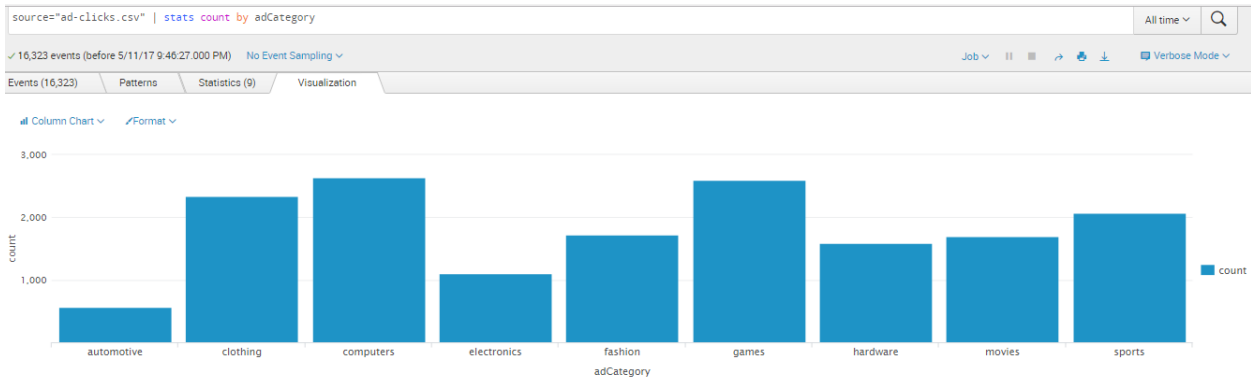 source="ad-clicks.csv" | stats count by adCategory
All time
16,323 events (before 5/11/17 9:46:27.000 PM) No Event Sampling
Job
Verbose Mode
Events (16,323) Patterns Statistics (9) Visualization
Column Chart Format
3,000
2,000
1,000
count
count
automotive clothing computers electronics fashion games hardware movies sports
adCategory